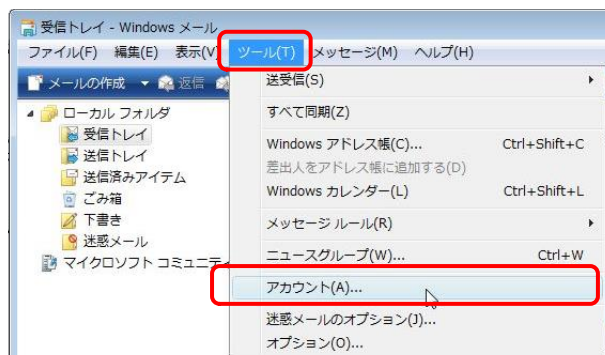 受信トレイ - Windows メール
ファイル(F) 編集(E) 表示(V) ツール(T) メッセージ(M) ヘルプ(H)
メールの作成 返信
ローカル フォルダ
受信トレイ
送信トレイ
送信済みアイテム
ごみ箱
下書き
迷惑メール
マイクロソフト コミュニティ
送受信(S)
すべて同期(Z)
Windows アドレス帳(C)... Ctrl+Shift+C
差出人をアドレス帳に追加する(D)
Windows カレンダー(L) Ctrl+Shift+L
メッセージ ルール(R)
ニュースグループ(W)... Ctrl+W
アカウント(A)...
迷惑メールのオプション(J)...
オプション(O)...